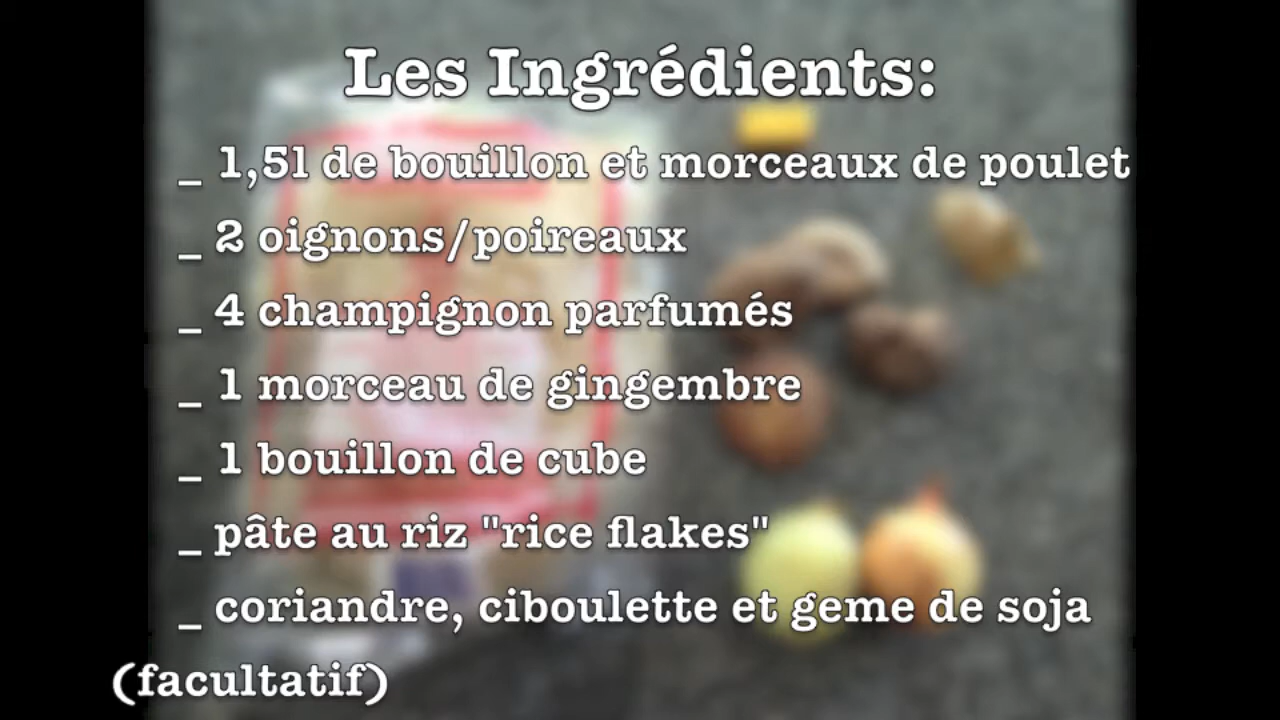 Les Ingrédients:
_ 1,5l de bouillon et morceaux de poulet
_ 2 oignons/poireaux
_ 4 champignon parfumés
_ 1 morceau de gingembre
_ 1 bouillon de cube
_ pâte au riz "rice flakes"
_ coriandre, ciboulette et geme de soja
(facultatif)